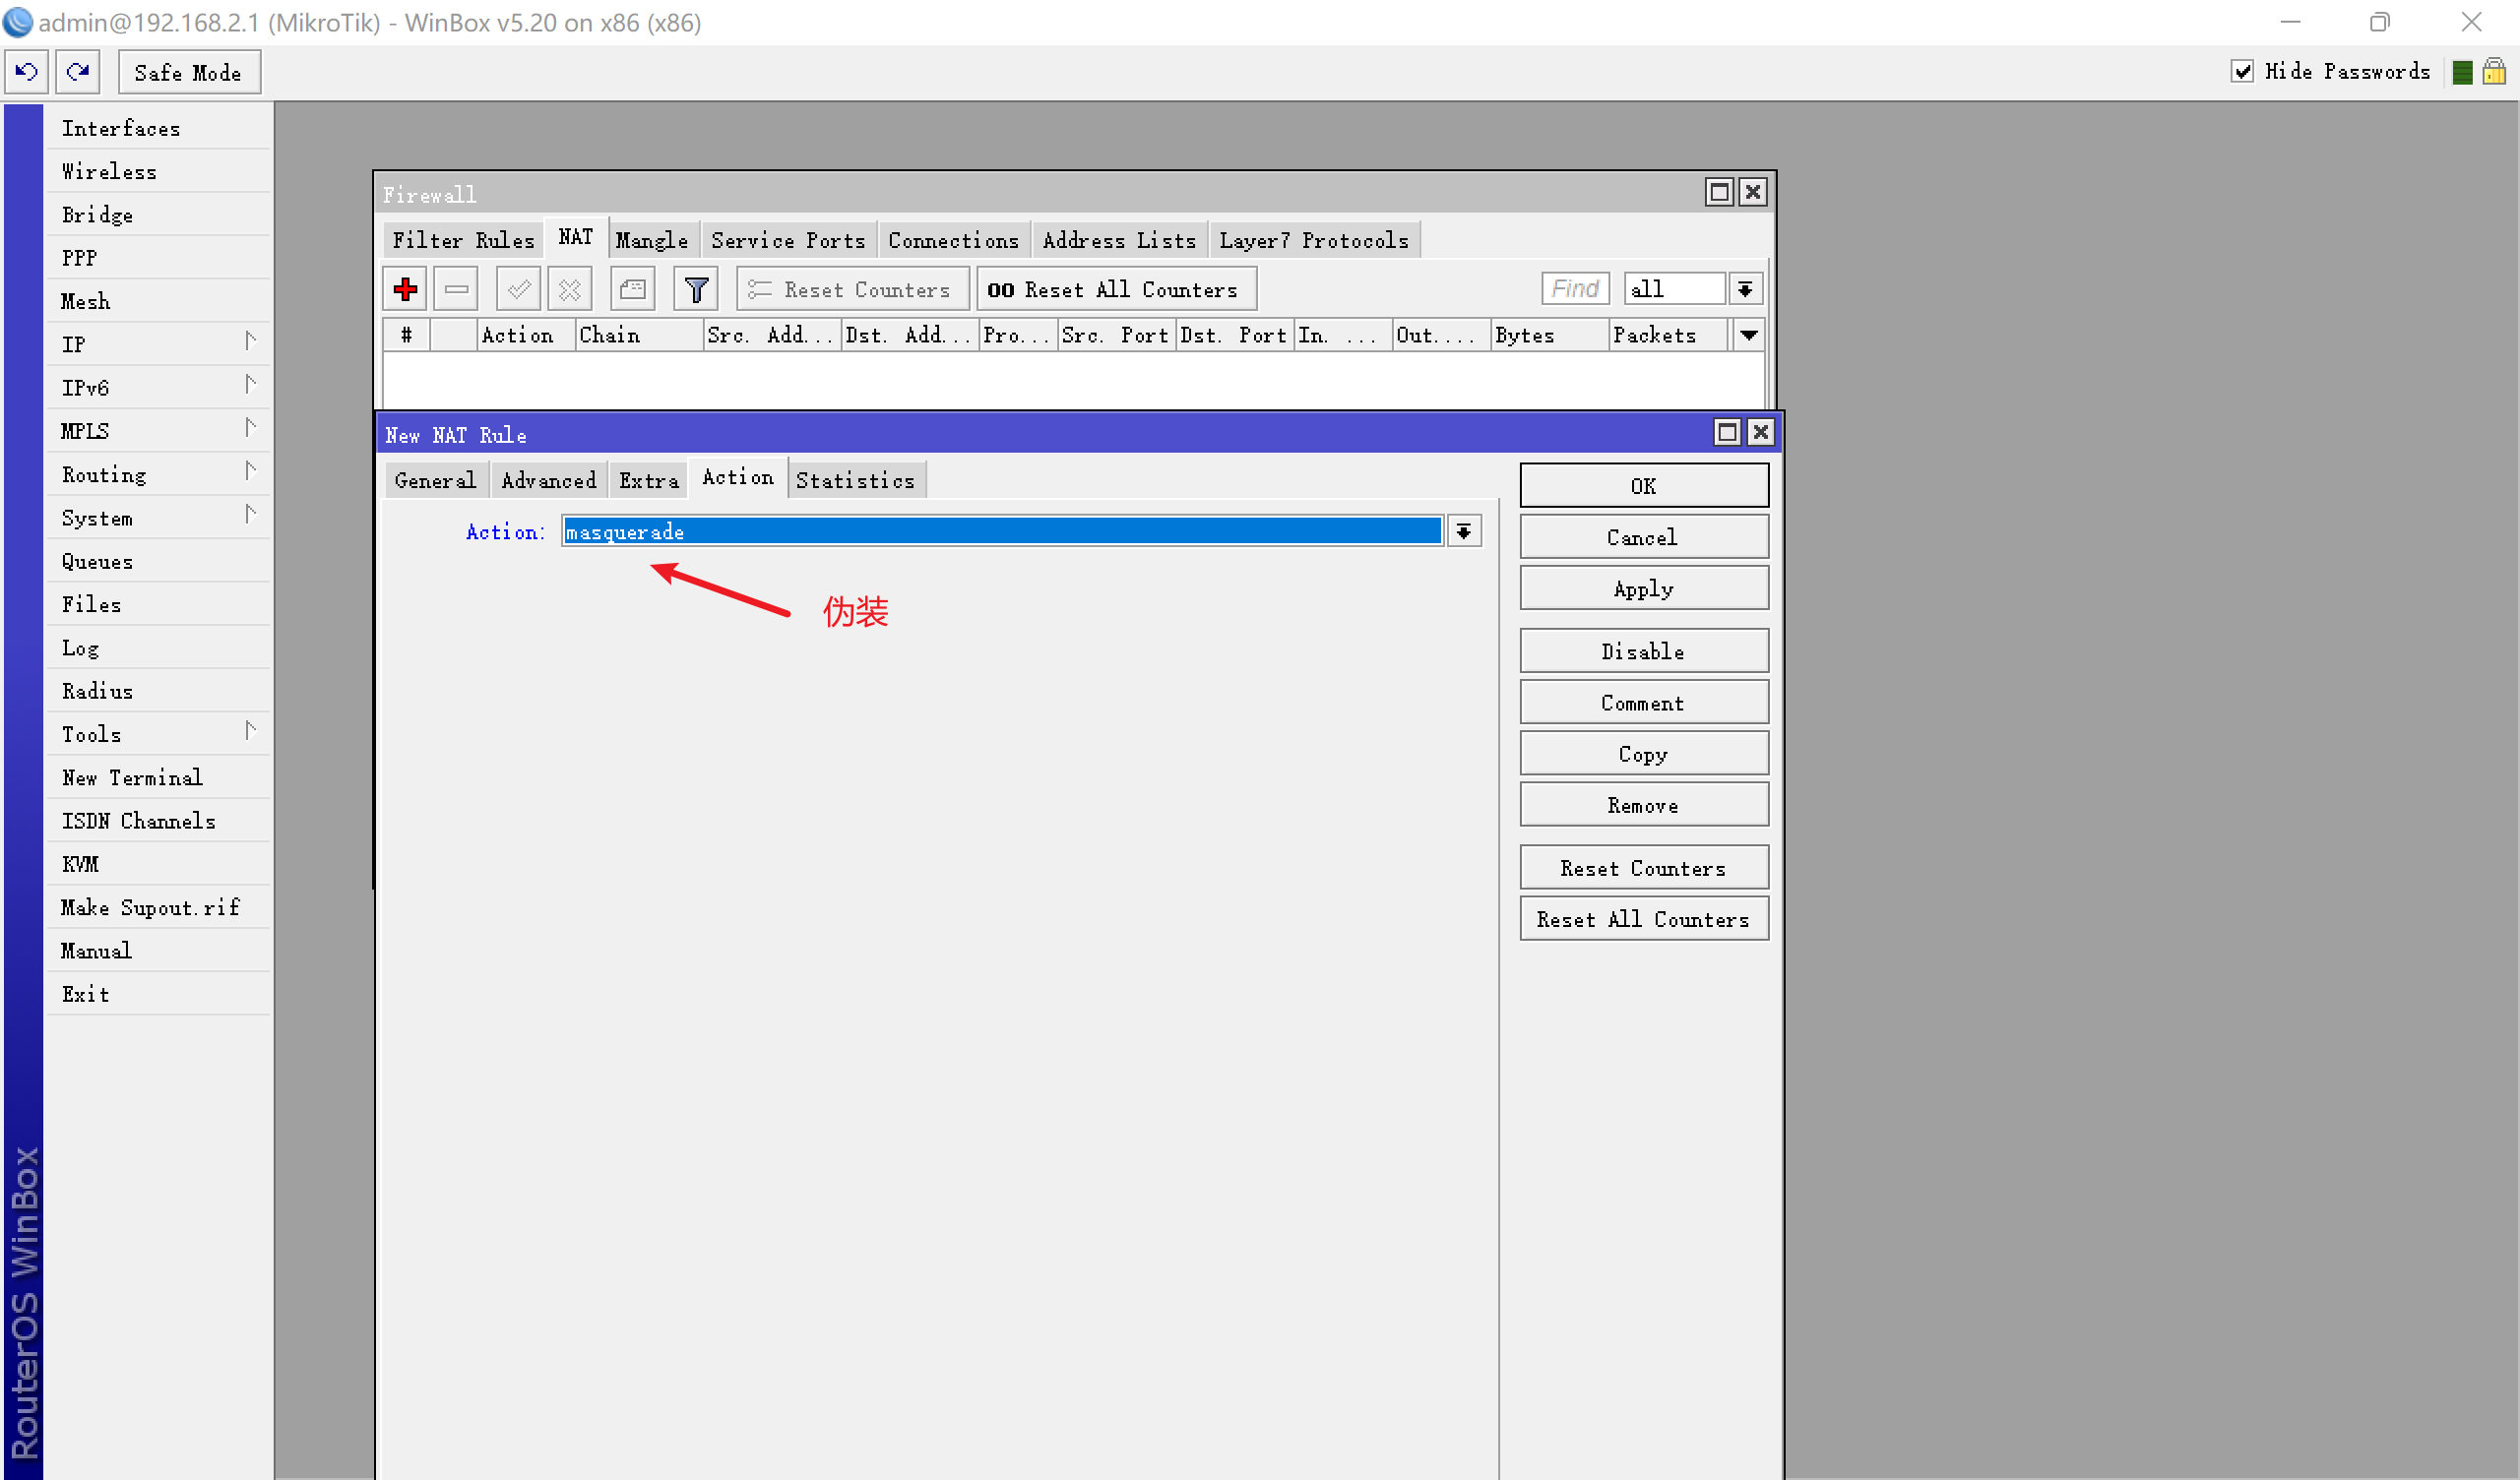 admin@192.168.2.1 (MikroTik) - WinBox v5.20 on x86 (x86)
Safe Mode
Hide Passwords
Interfaces
Wireless
Bridge
PPP
Mesh
IP
IPv6
MPLS
Routing
System
Queues
Files
Log
Radius
Tools
New Terminal
ISDN Channels
KVM
Make Supout.rif
Manual
Exit
RouterOS WinBox
Firewall
Filter Rules NAT Mangle Service Ports Connections Address Lists Layer7 Protocols
Reset Counters 00 Reset All Counters Find all
# Action Chain Src. Add... Dst. Add... Pro... Src. Port Dst. Port In. ... Out.... Bytes Packets
New NAT Rule
General Advanced Extra Action Statistics
Action: masquerade
伪装
OK
Cancel
Apply
Disable
Comment
Copy
Remove
Reset Counters
Reset All Counters